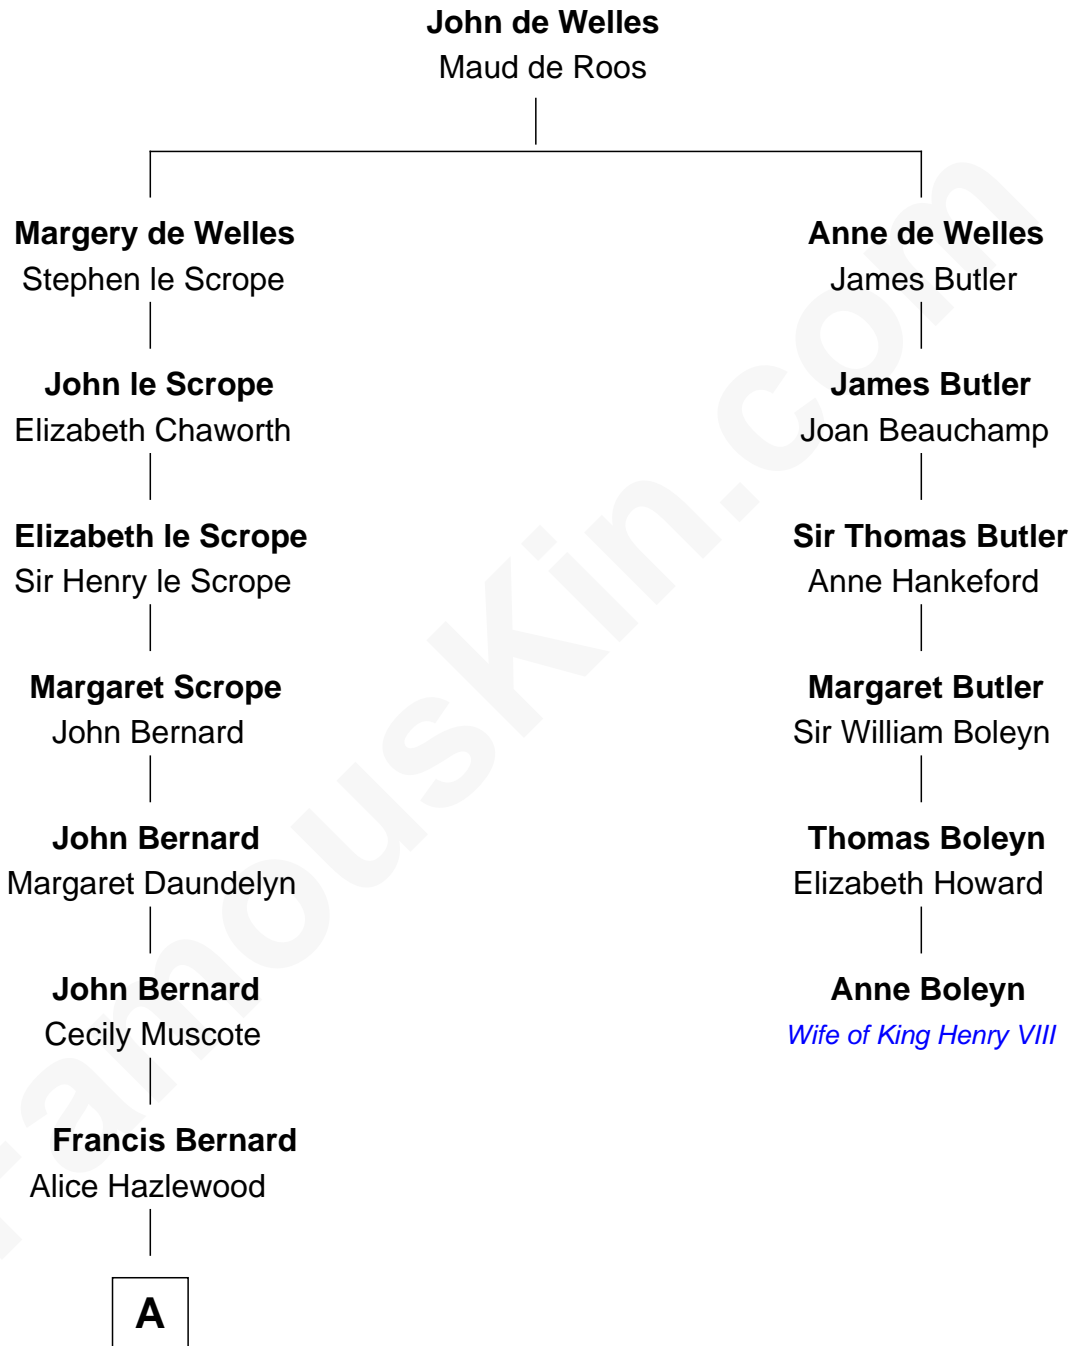 John de Welles
Maud de Roos
Margery de Welles
Stephen le Scrope
Anne de Welles
James Butler
John le Scrope
Elizabeth Chaworth
James Butler
Joan Beauchamp
Elizabeth le Scrope
Sir Henry le Scrope
Sir Thomas Butler
Anne Hankeford
Margaret Scrope
John Bernard
Margaret Butler
Sir William Boleyn
John Bernard
Margaret Daundelyn
Thomas Boleyn
Elizabeth Howard
John Bernard
Cecily Muscote
Anne Boleyn
Wife of King Henry VIII
Francis Bernard
Alice Hazlewood
A
FamousKin.com